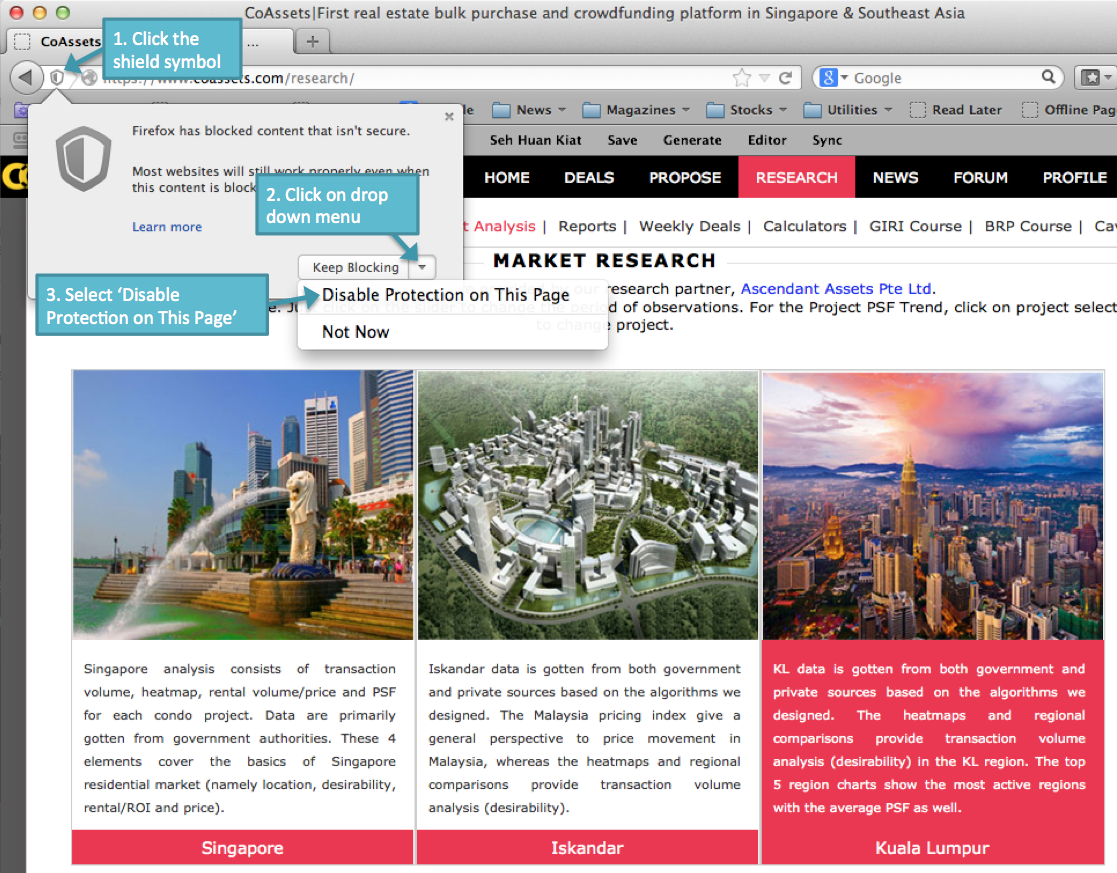 CoAssets|First real estate bulk purchase and crowdfunding platform in Singapore & Southeast Asia
CoAssets ...
1. Click the
shield symbol
https://www.coassets.com/research/
Google
News
Magazines
Stocks
Utilities
Read Later
Offline Pag
Seh Huan Kiat Save Generate Editor Sync
Firefox has blocked content that isn't secure.
Most websites will still work properly even when
this content is block
Learn more
2. Click on drop
down menu
Keep Blocking
3. Select ‘Disable
Protection on This Page’
Disable Protection on This Page
Not Now
HOME DEALS PROPOSE RESEARCH NEWS FORUM PROFILE
t Analysis | Reports | Weekly Deals | Calculators | GIRI Course | BRP Course | Cav
MARKET RESEARCH
research partner, Ascendant Assets Pte Ltd.
of observations. For the Project PSF Trend, click on project select
to change project.
Singapore analysis consists of transaction
volume, heatmap, rental volume/price and PSF
for each condo project. Data are primarily
gotten from government authorities. These 4
elements cover the basics of Singapore
residential market (namely location, desirability,
rental/ROI and price).
Singapore
Iskandar data is gotten from both government
and private sources based on the algorithms we
designed. The Malaysia pricing index give a
general perspective to price movement in
Malaysia, whereas the heatmaps and regional
comparisons provide transaction volume
analysis (desirability).
Iskandar
KL data is gotten from both government and
private sources based on the algorithms we
designed. The heatmaps and regional
comparisons provide transaction volume
analysis (desirability) in the KL region. The top
5 region charts show the most active regions
with the average PSF as well.
Kuala Lumpur